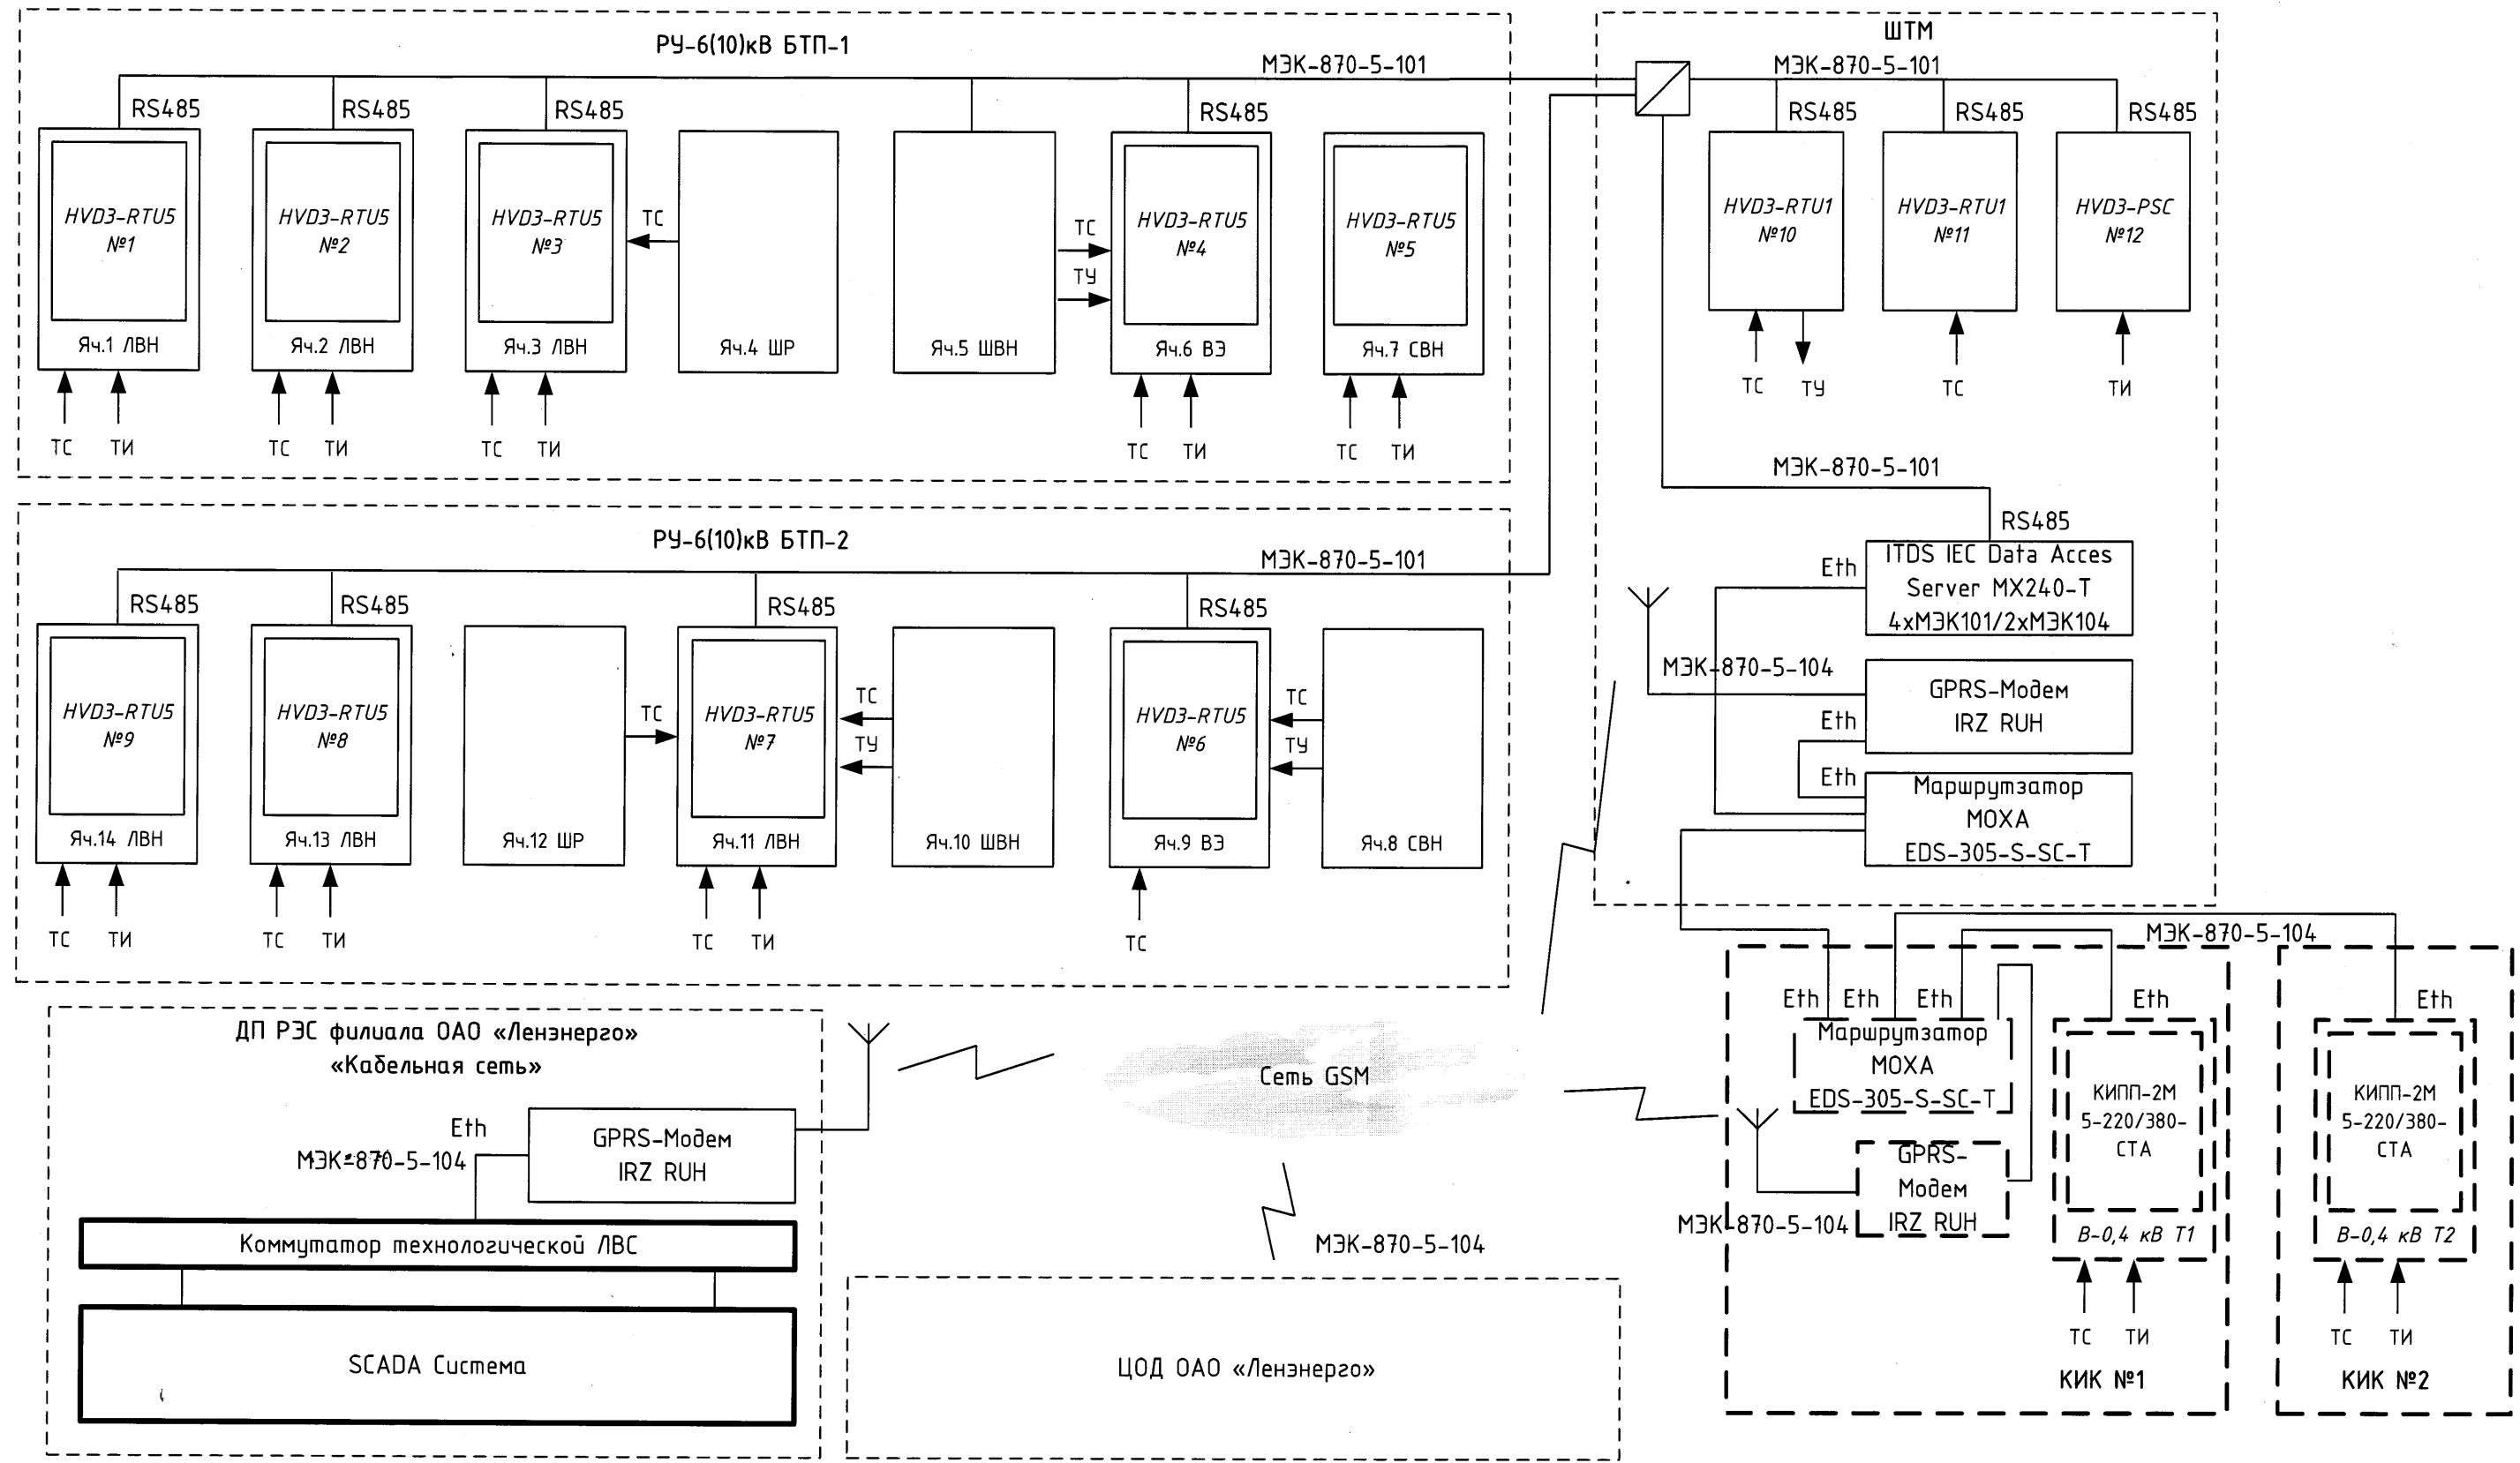 РУ-6(10)кВ БТП-1
МЭК-870-5-101
RS485
RS485
RS485
RS485
HVD3-RTU5
№1
HVD3-RTU5
№2
HVD3-RTU5
№3
ТС
ТС
ТУ
HVD3-RTU5
№4
HVD3-RTU5
№5
Яч.1 ЛВН
Яч.2 ЛВН
Яч.3 ЛВН
Яч.4 ШР
Яч.5 ШВН
Яч.6 ВЭ
Яч.7 СВН
ТС
ТИ
ТС
ТИ
ТС
ТИ
ТС
ТИ
ТС
ТИ
ШТМ
МЭК-870-5-101
RS485
RS485
RS485
HVD3-RTU1
№10
HVD3-RTU1
№11
HVD3-PSC
№12
ТС
ТУ
ТС
ТИ
МЭК-870-5-101
RS485
Eth
ITDS IEC Data Acces
Server MX240-T
4xМЭК101/2xМЭК104
МЭК-870-5-104
GPRS-Модем
IRZ RUH
Eth
Eth
Маршрутзатор
MOXA
EDS-305-S-SC-T
РУ-6(10)кВ БТП-2
МЭК-870-5-101
RS485
RS485
RS485
RS485
HVD3-RTU5
№9
HVD3-RTU5
№8
ТС
HVD3-RTU5
№7
ТС
ТУ
HVD3-RTU5
№6
ТС
ТУ
Яч.14 ЛВН
Яч.13 ЛВН
Яч.12 ШР
Яч.11 ЛВН
Яч.10 ШВН
Яч.9 ВЭ
Яч.8 СВН
ТС
ТИ
ТС
ТИ
ТС
ТИ
ТС
ДП РЭС филиала ОАО «Ленэнерго»
«Кабельная сеть»
Eth
МЭК-870-5-104
GPRS-Модем
IRZ RUH
Коммутатор технологической ЛВС
SCADA Система
Сеть GSM
МЭК-870-5-104
ЦОД ОАО «Ленэнерго»
МЭК-870-5-104
Eth
Eth
Eth
Eth
Eth
Маршрутзатор
MOXA
EDS-305-S-SC-T
GPRS-
Модем
IRZ RUH
МЭК-870-5-104
КИПП-2М
5-220/380-
СТА
В-0,4 кВ Т1
ТС
ТИ
КИК №1
КИПП-2М
5-220/380-
СТА
В-0,4 кВ Т2
ТС
ТИ
КИК №2